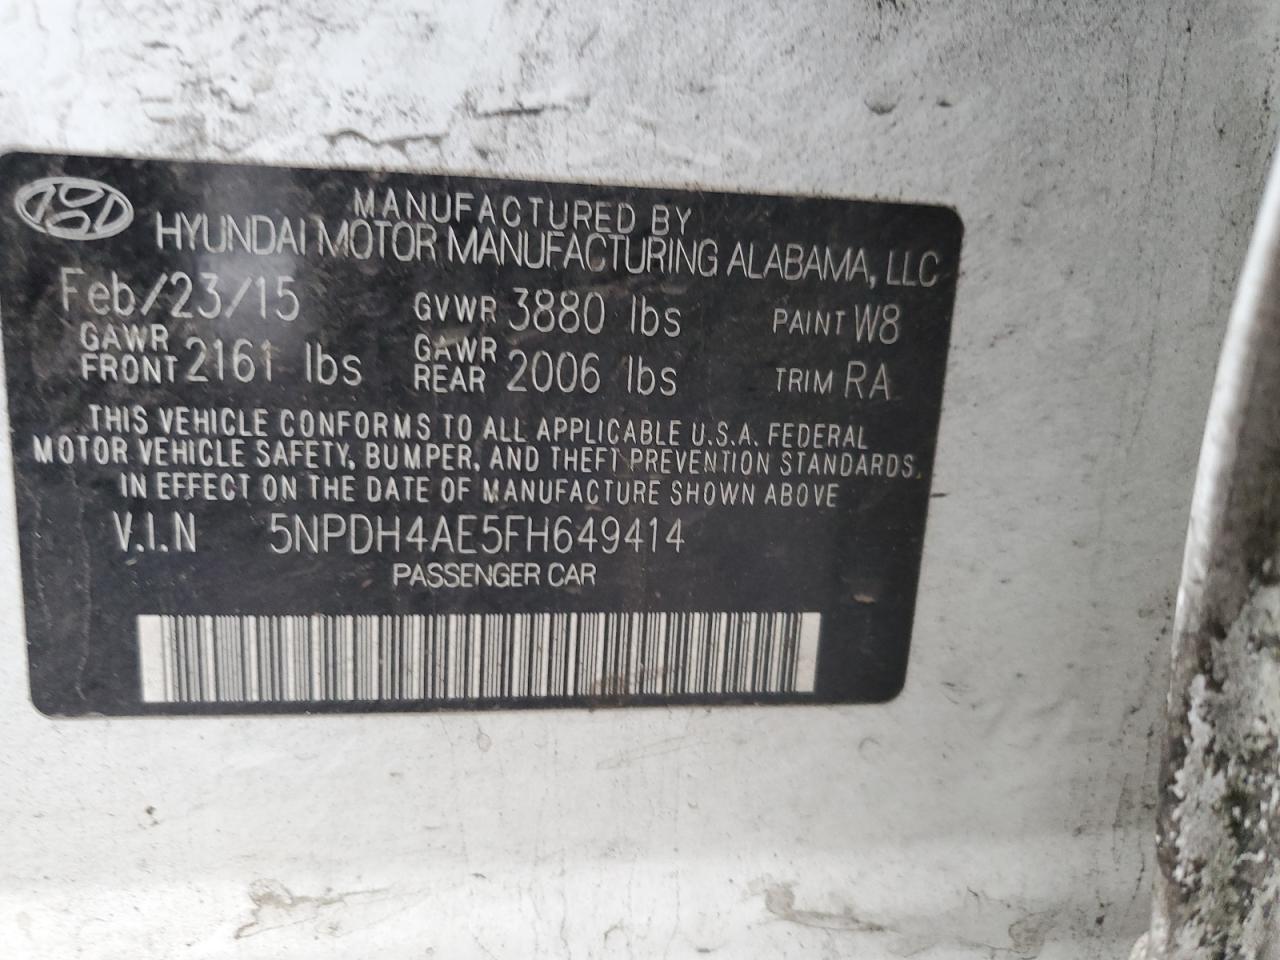 MANUFACTURED BY
HYUNDAI MOTOR MANUFACTURING ALABAMA, LLC
Feb/23/15 GVWR 3880 lbs PAINT W8
GAWR FRONT 2161 lbs GAWR REAR 2006 lbs TRIM RA
THIS VEHICLE CONFORMS TO ALL APPLICABLE U.S.A. FEDERAL
MOTOR VEHICLE SAFETY, BUMPER, AND THEFT PREVENTION STANDARDS,
IN EFFECT ON THE DATE OF MANUFACTURE SHOWN ABOVE
V.I.N 5NPDH4AE5FH649414
PASSENGER CAR